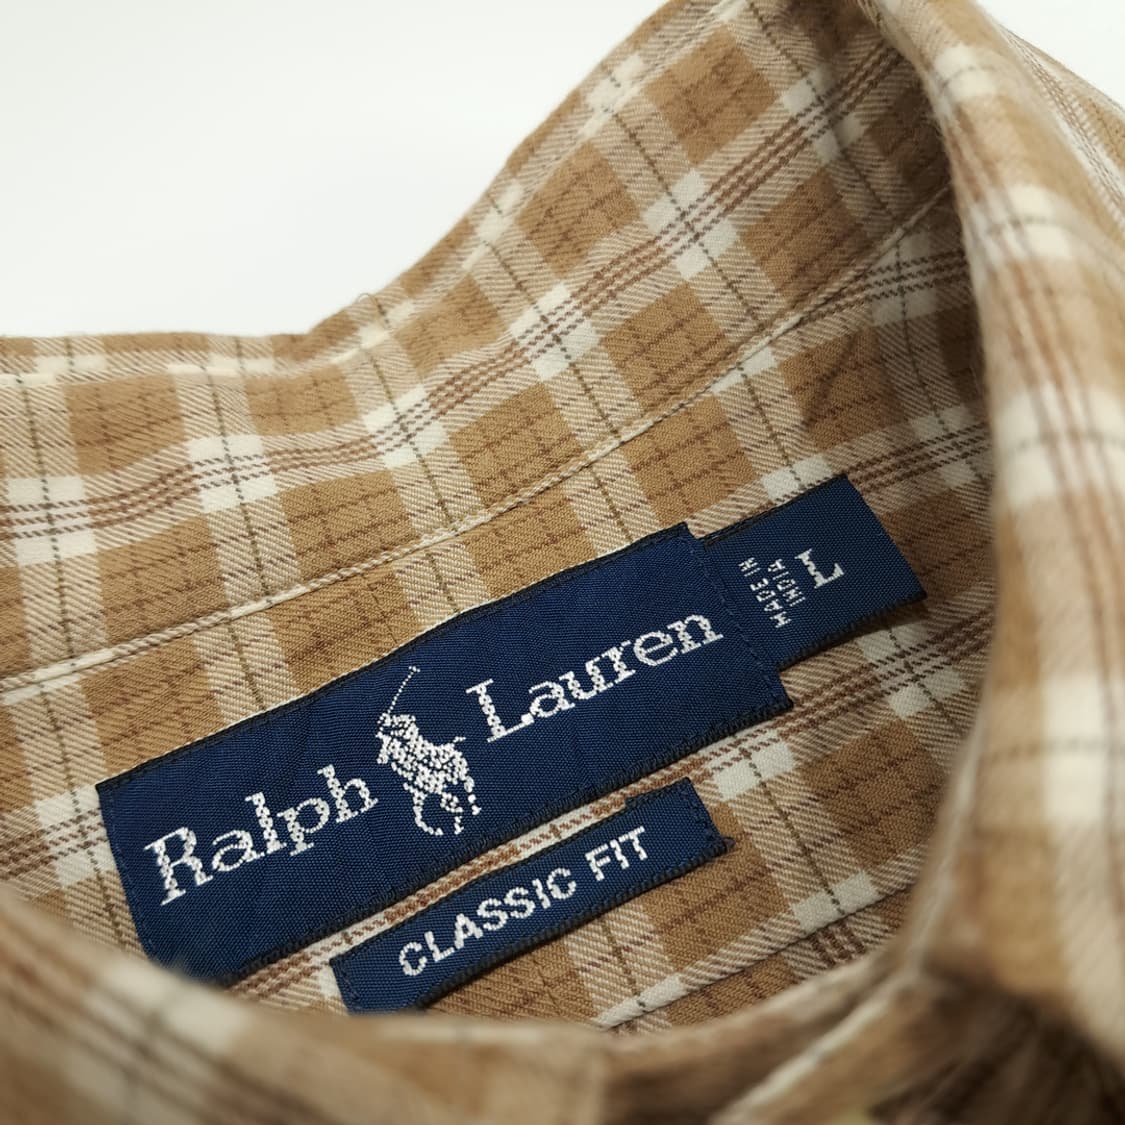 Ralph Lauren
MADE IN
INDIA
L
CLASSIC FIT